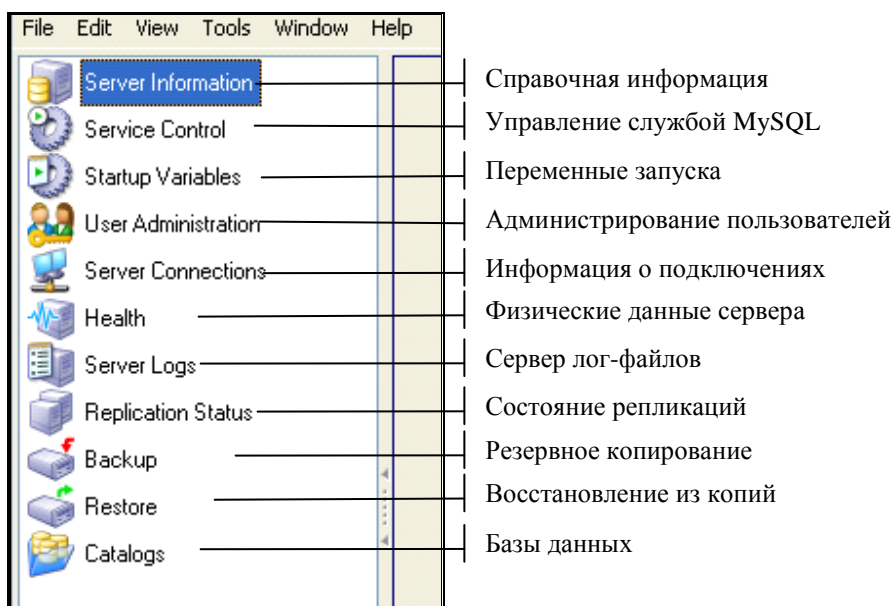 File Edit View Tools Window Help
Server Information Справочная информация
Service Control Управление службой MySQL
Startup Variables Переменные запуска
User Administration Администрирование пользователей
Server Connections Информация о подключениях
Health Физические данные сервера
Server Logs Сервер лог-файлов
Replication Status Состояние репликаций
Backup Резервное копирование
Restore Восстановление из копий
Catalogs Базы данных